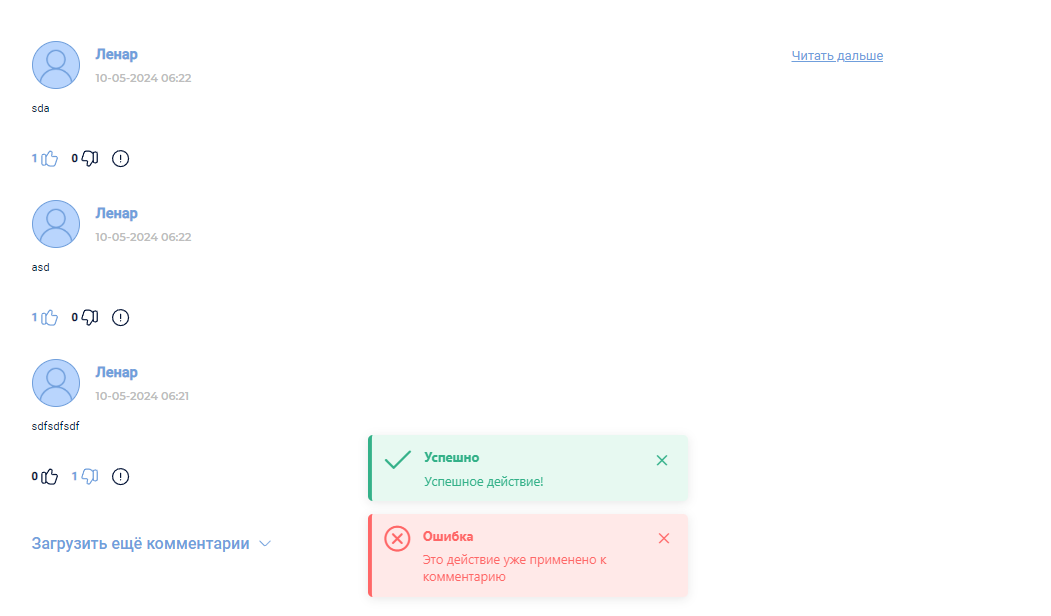 Ленар
10-05-2024 06:22
Читать дальше
sda
1 0
Ленар
10-05-2024 06:22
asd
1 0
Ленар
10-05-2024 06:21
sdfsdfsdf
0 1
Загрузить ещё комментарии
Успешно
Успешное действие!
Ошибка
Это действие уже применено к
комментарию